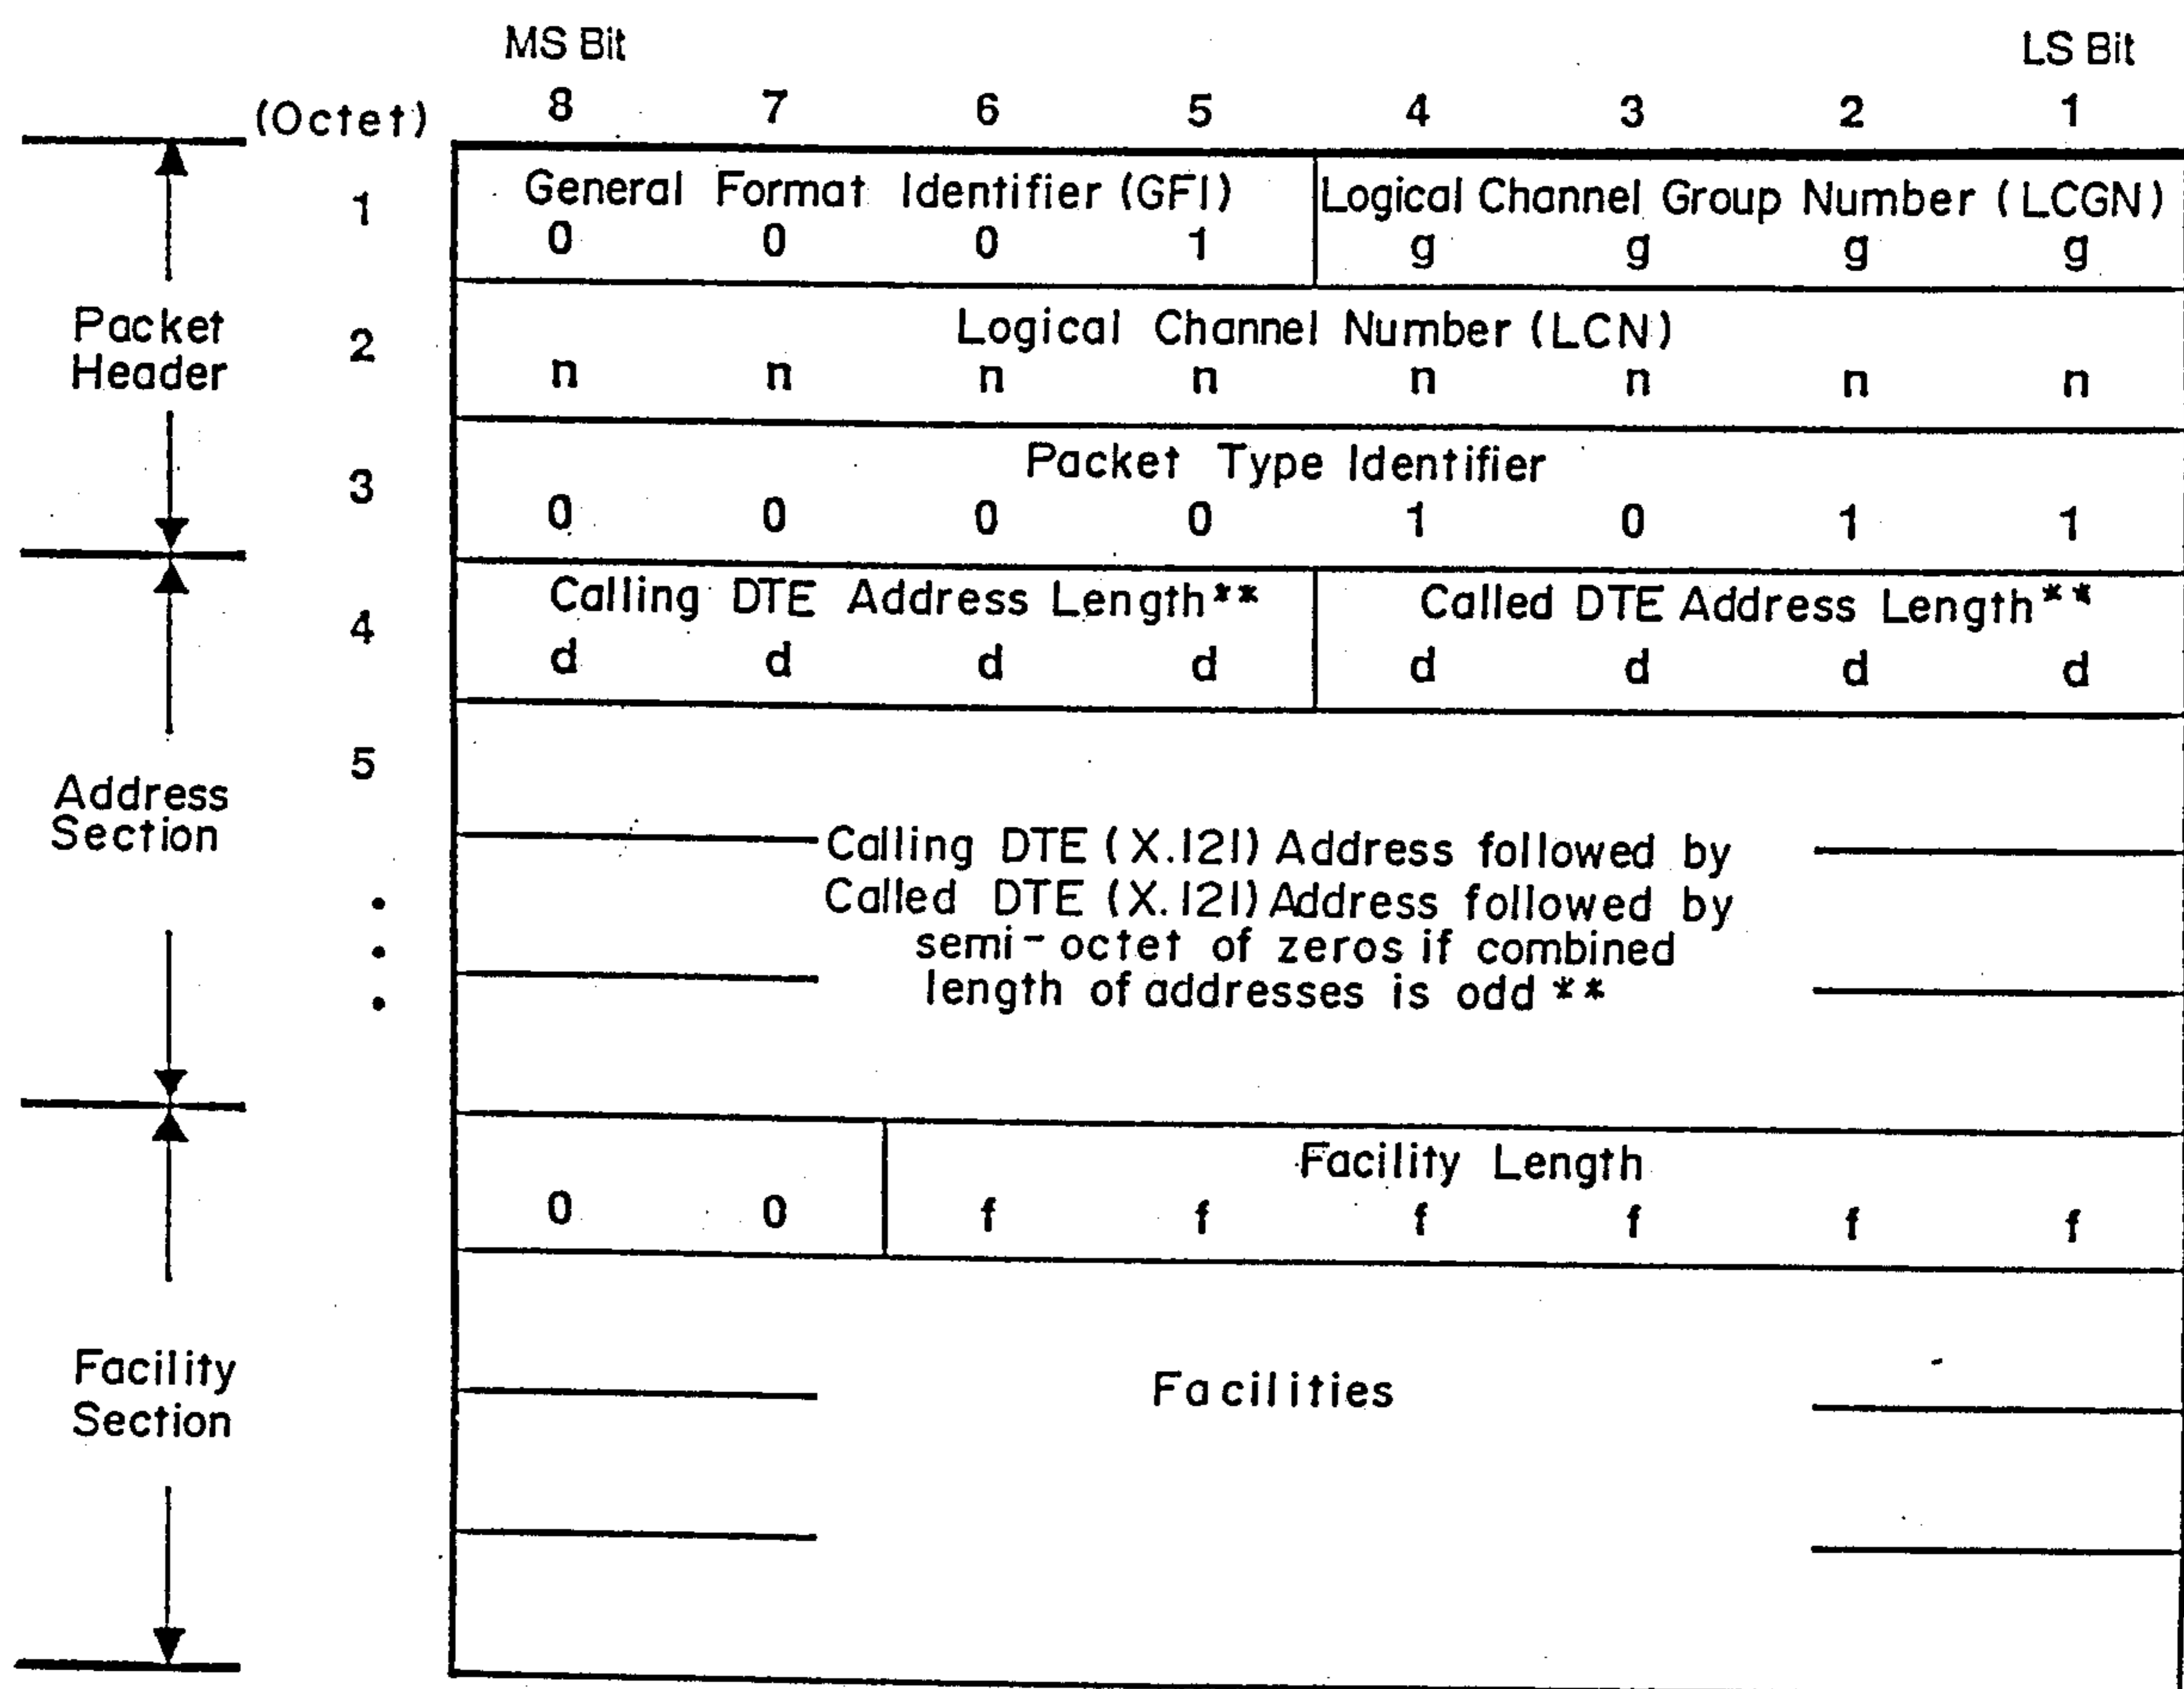 MS Bit LS Bit
(Octet) 8 7 6 5 4 3 2 1
1 General Format Identifier (GFI) Logical Channel Group Number (LCGN)
0 0 0 1 g g g g
Packet Header
2 Logical Channel Number (LCN)
n n n n n n n n
3 Packet Type Identifier
0 0 0 0 1 0 1 1
4 Calling DTE Address Length** Called DTE Address Length**
d d d d d d d d
Address
Section
5
Calling DTE (X.121) Address followed by
Called DTE (X.121) Address followed by
semi-octet of zeros if combined
length of addresses is odd **
Facility Length
0 0 f f f f f f
Facility
Section
Facilities